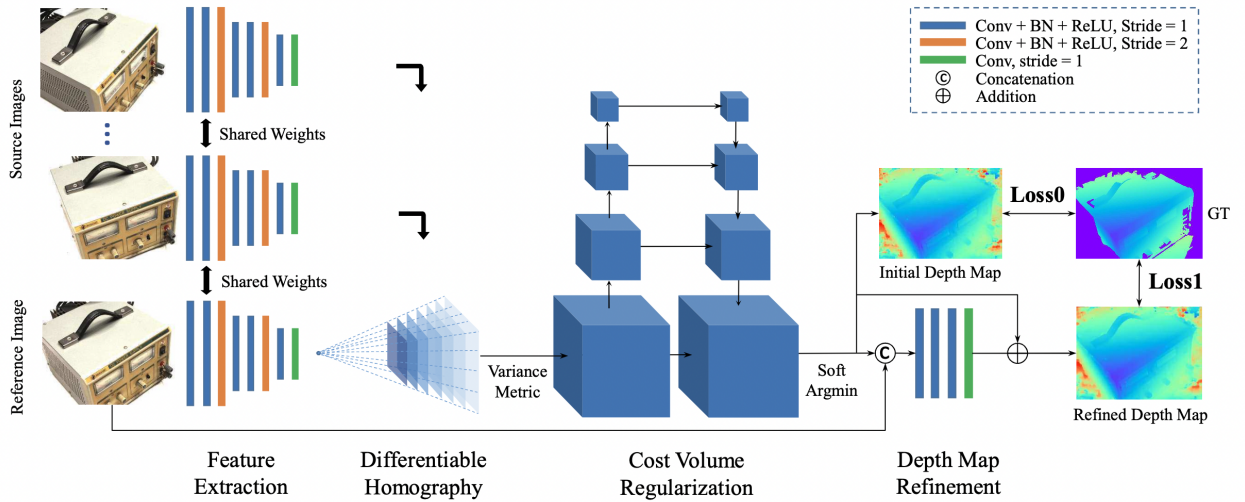 Source Images
Reference Image
Shared Weights
Shared Weights
Conv + BN + ReLU, Stride = 1
Conv + BN + ReLU, Stride = 2
Conv, stride = 1
C Concatenation
Addition
Variance
Metric
Soft
Argmin
C
Initial Depth Map
Loss0
GT
Loss1
Refined Depth Map
Feature
Extraction
Differentiable
Homography
Cost Volume
Regularization
Depth Map
Refinement